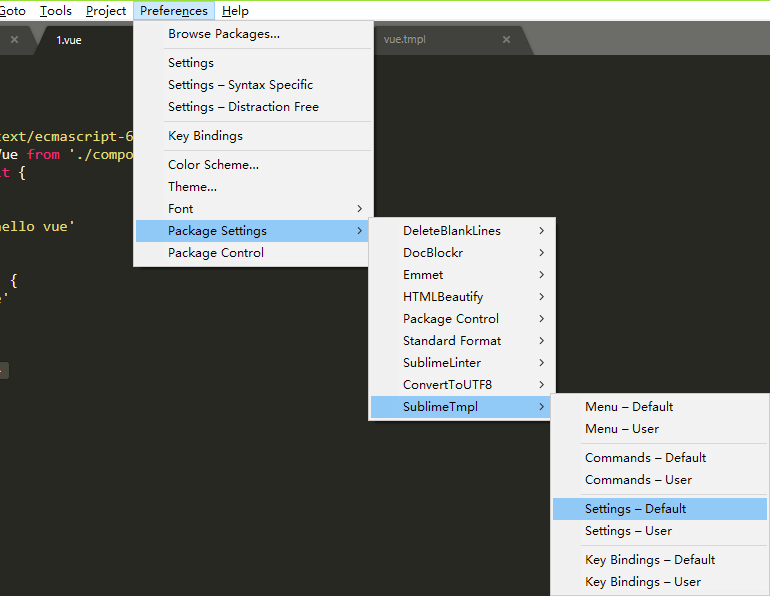 Goto Tools Project Preferences Help
1.vue
vue.tmpl
Browse Packages...
Settings
Settings – Syntax Specific
Settings – Distraction Free
Key Bindings
Color Scheme...
Theme...
Font
Package Settings
Package Control
DeleteBlankLines
DocBlockr
Emmet
HTMLBeautify
Package Control
Standard Format
SublimeLinter
ConvertToUTF8
SublimeTmpl
Menu – Default
Menu – User
Commands – Default
Commands – User
Settings – Default
Settings – User
Key Bindings – Default
Key Bindings – User
text/ecmascript-6
Vue from './compo
t {
ello vue'
{
'